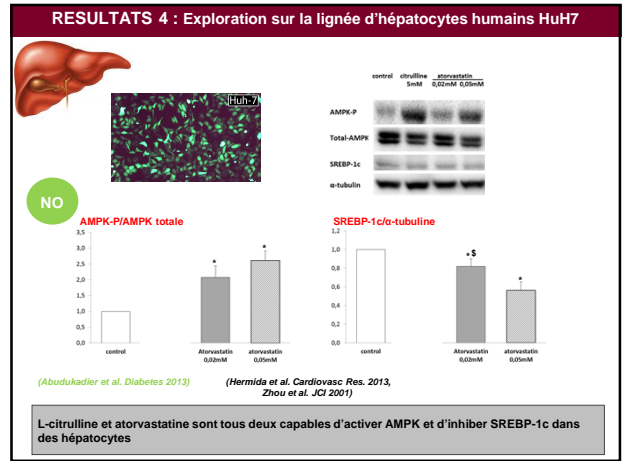 RESULTATS 4 : Exploration sur la lignée d'hépatocytes humains HuH7
Huh-7
control citrulline atorvastatin
5mM 0,02mM 0,05mM
AMPK-P
Total-AMPK
SREBP-1c
α-tubulin
NO
AMPK-P/AMPK totale
3,5
3,0
2,5
2,0
1,5
1,0
0,5
0,0
*
*
control
Atorvastatin
0,02mM
atorvastatin
0,05mM
SREBP-1c/α-tubuline
1,2
1,0
0,8
0,6
0,4
0,2
0,0
* $
*
control
Atorvastatin
0,02mM
atorvastatin
0,05mM
(Abudukadier et al. Diabetes 2013)
(Hermida et al. Cardiovasc Res. 2013,
Zhou et al. JCI 2001)
L-citrulline et atorvastatine sont tous deux capables d'activer AMPK et d'inhiber SREBP-1c dans
des hépatocytes